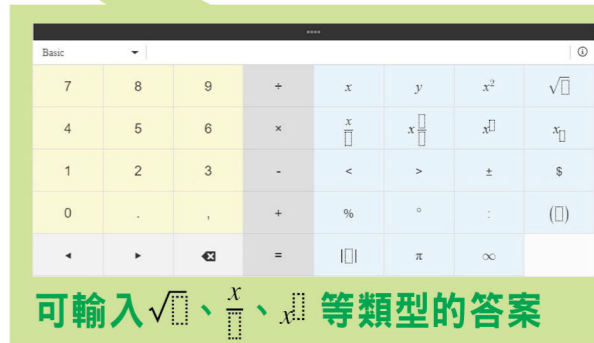 Basic
7 8 9 ÷ x y x² √▯
4 5 6 × x/▯ x▯/▯ x^▯ x_▯
1 2 3 - < > ± $
0 . , + % ° : (▯)
◂ ▸ ⌫ = |▯| π ∞
可輸入√▯、x/▯、x^▯ 等類型的答案